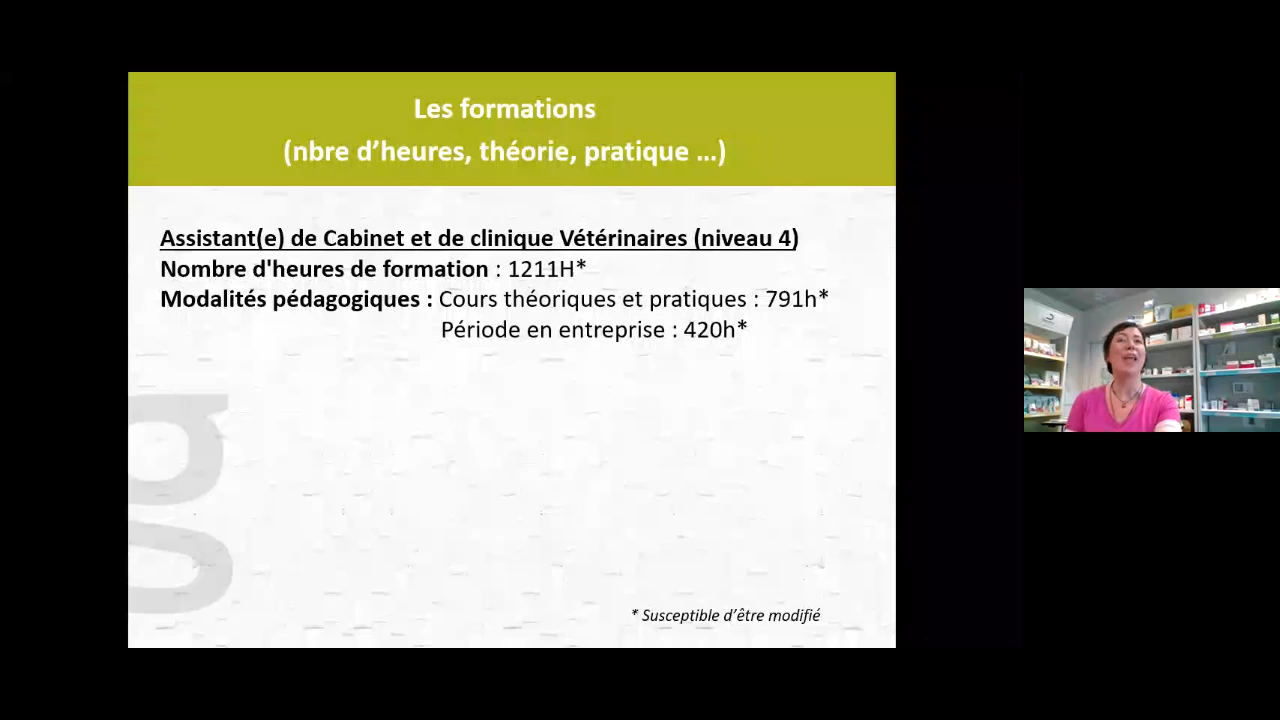 Les formations
(nbre d’heures, théorie, pratique …)
Assistant(e) de Cabinet et de clinique Vétérinaires (niveau 4)
Nombre d'heures de formation : 1211H*
Modalités pédagogiques : Cours théoriques et pratiques : 791h*
Période en entreprise : 420h*
* Susceptible d’être modifié